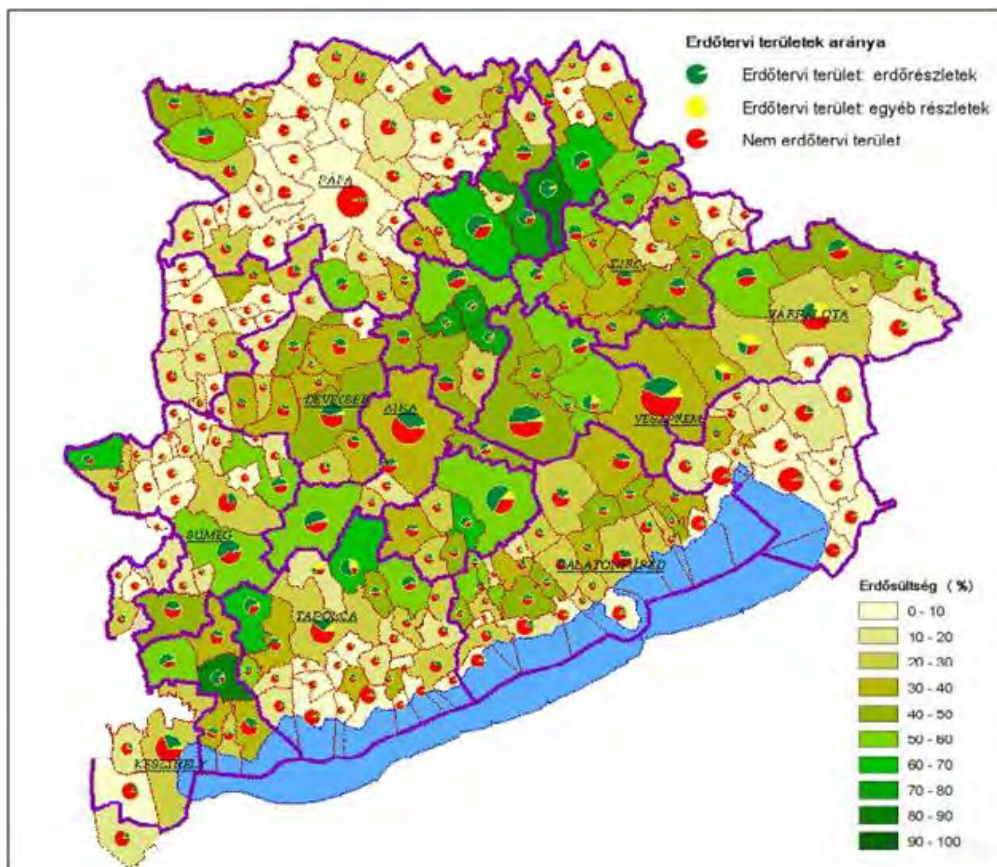 Erdőtervi területek aránya
Erdőtervi terület: erdőrészletek
Erdőtervi terület: egyéb részletek
Nem erdőtervi terület
PÁPA
ZIRC
VÁRPALOTA
DEVECSER
AJKA
VESZPRÉM
SÜMEG
BALATONFÜRED
TAPOLCA
KESZTHELY
Erdősültség ( %)
0 - 10
10 - 20
20 - 30
30 - 40
40 - 50
50 - 60
60 - 70
70 - 80
80 - 90
90 - 100